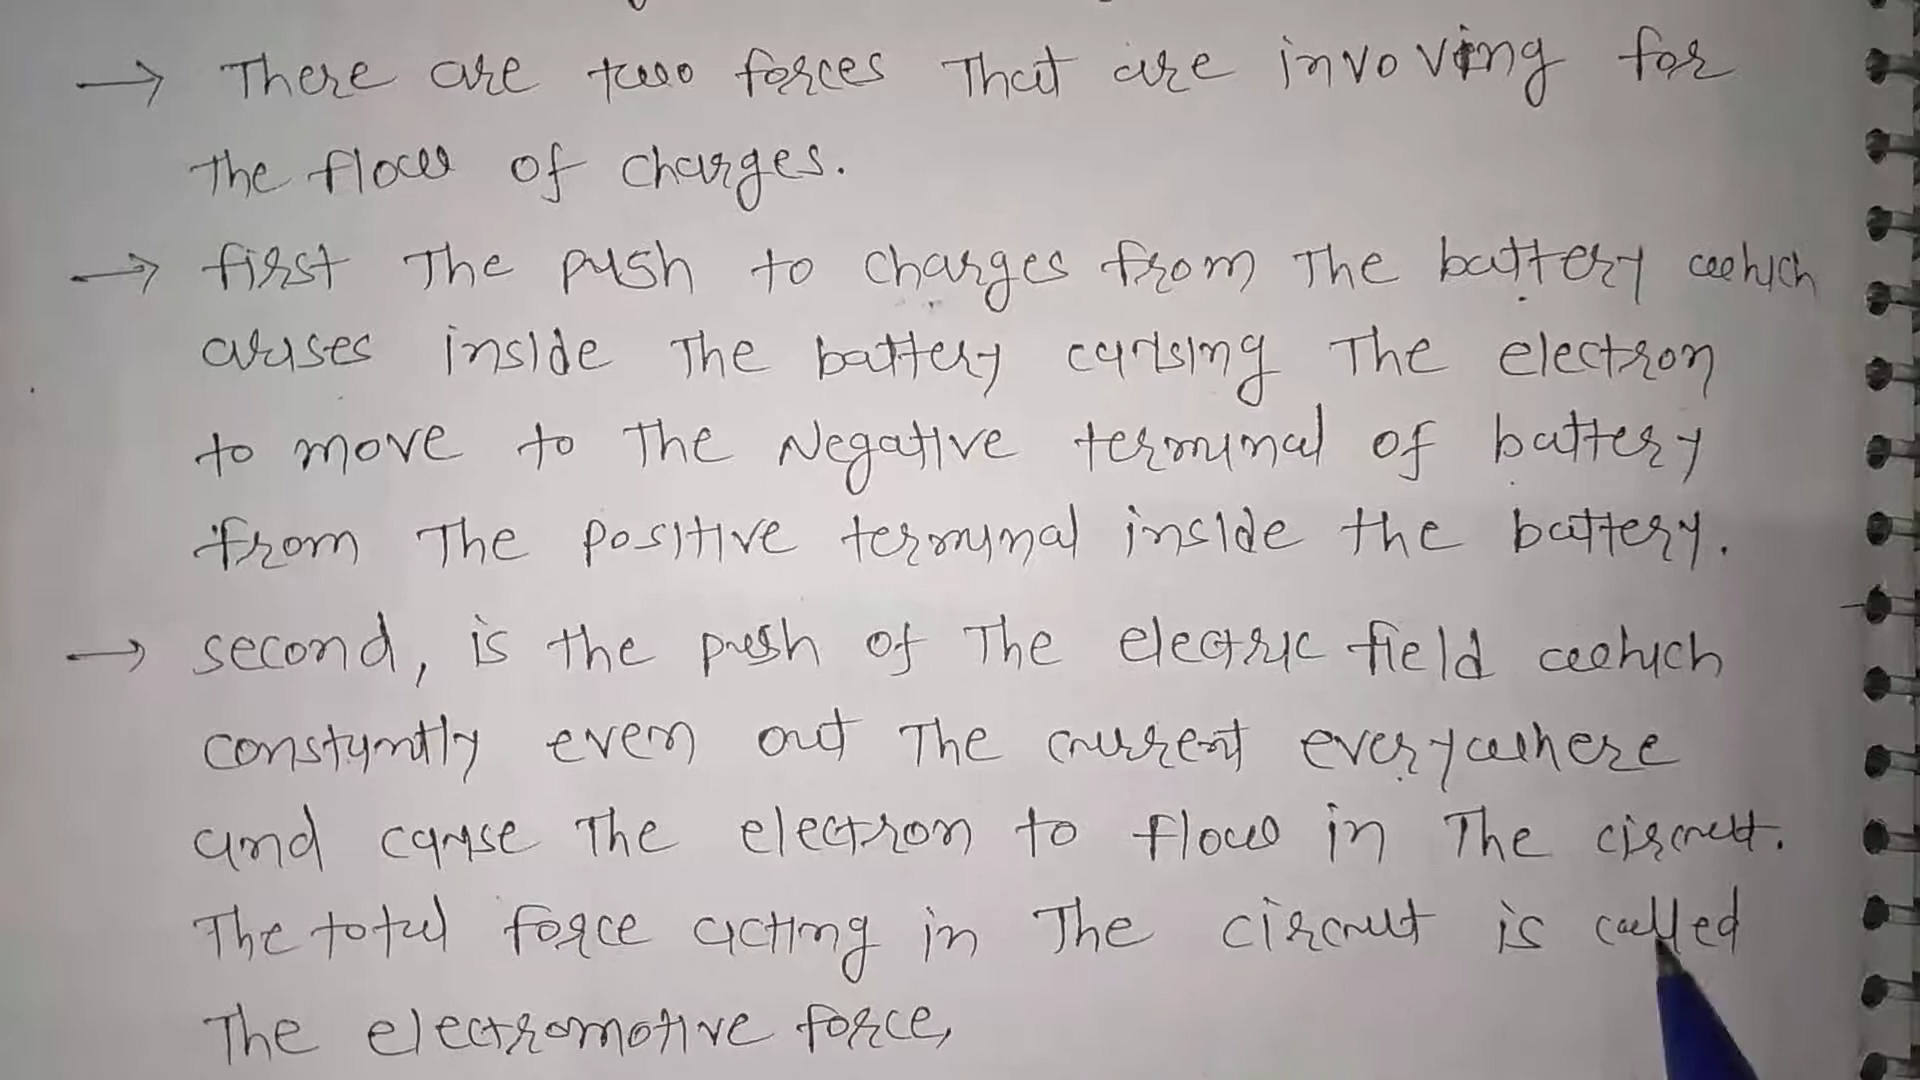 → There are two forces That are invoving for
the flow of charges.
→ first The push to charges from The battery which
arises inside The battery causing The electron
to move to The Negative terminal of battery
from The positive terminal inside the battery.
→ second, is the push of The electric field which
constantly even out The current everywhere
and cause The electron to flow in The circuit.
The total force acting in The circuit is called
The electromotive force,